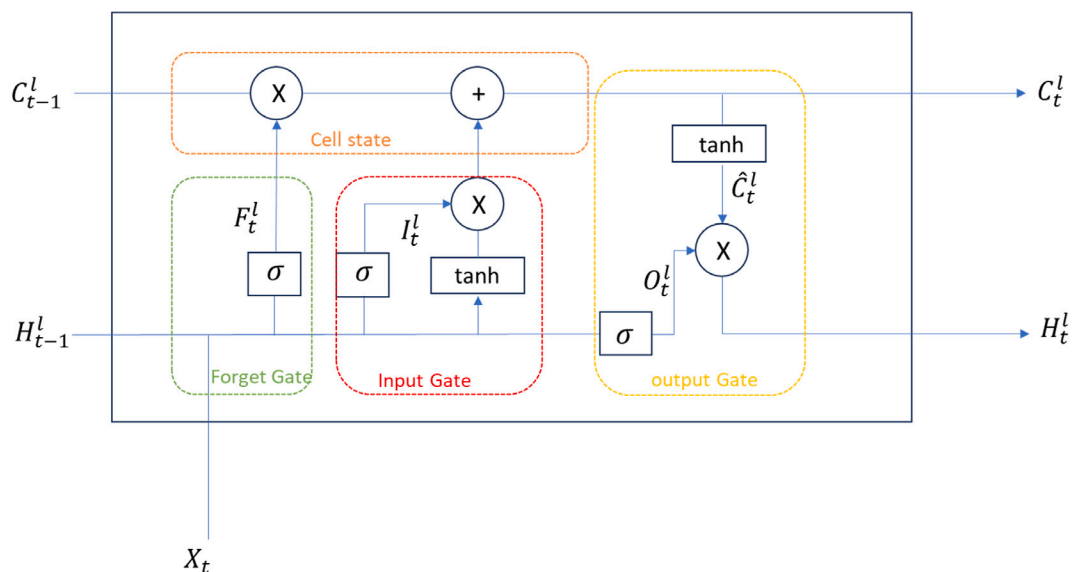 C^l_{t-1}
X
+
C^l_t
Cell state
tanh
Ĉ^l_t
F^l_t
I^l_t
X
X
σ
σ
tanh
O^l_t
H^l_{t-1}
σ
H^l_t
Forget Gate
Input Gate
output Gate
X_t